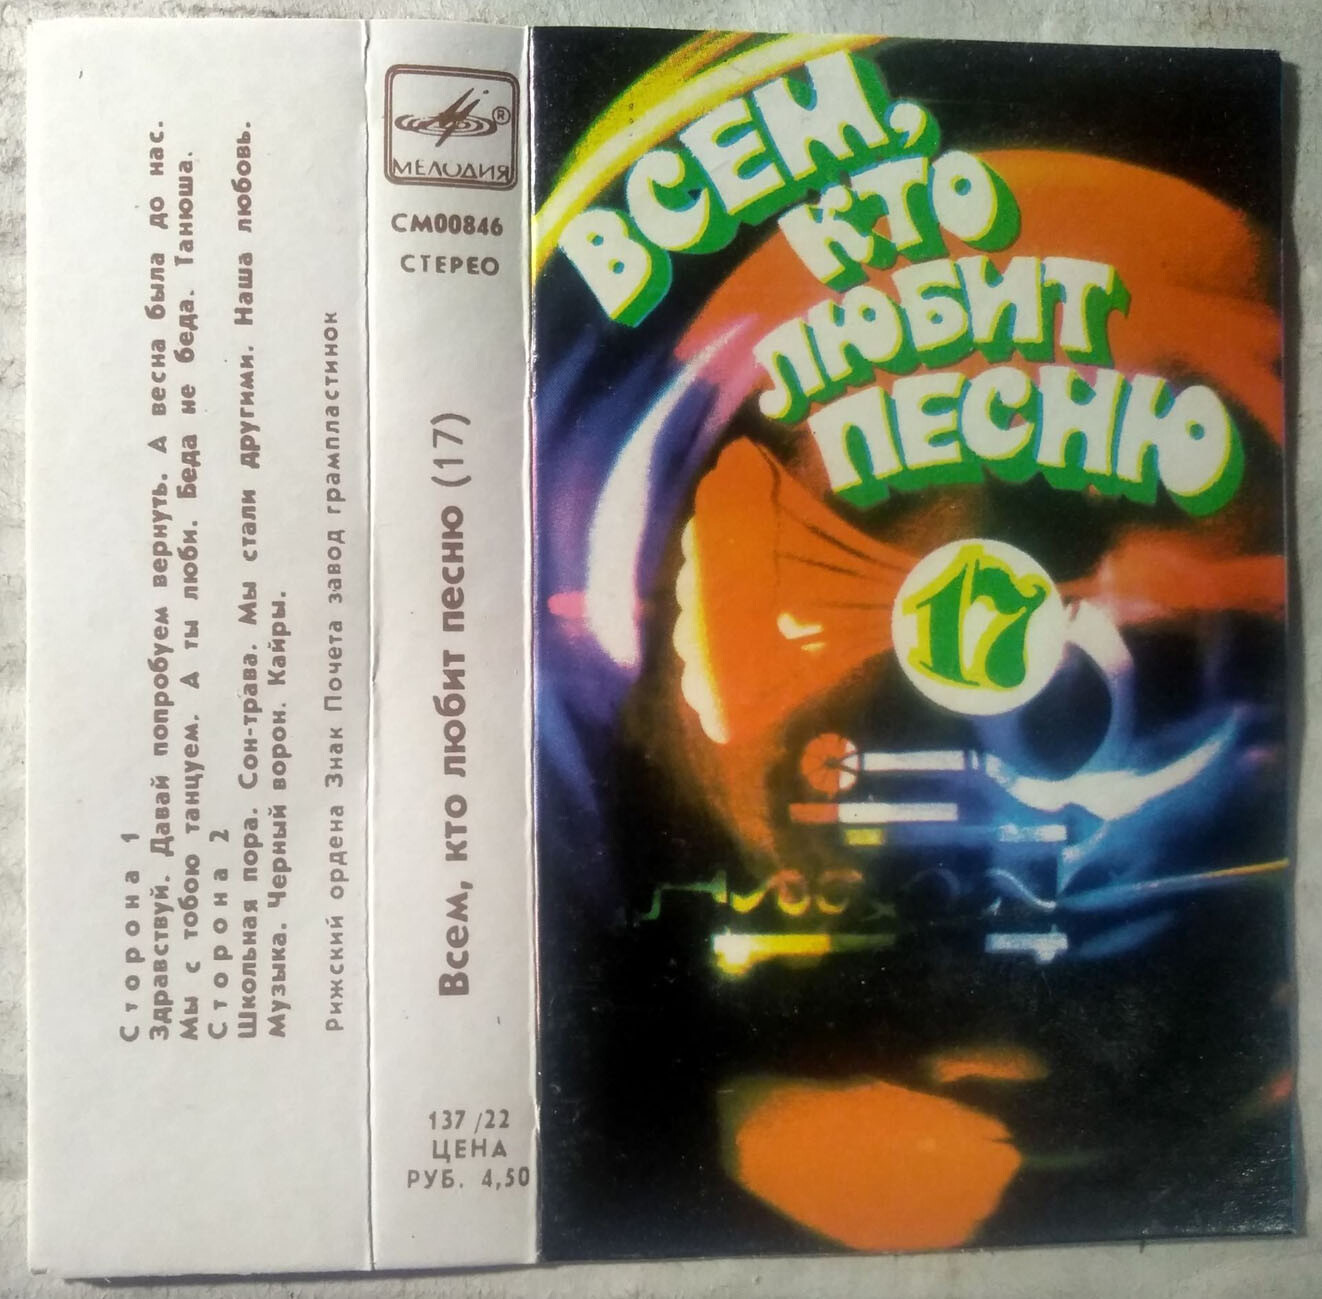 Сторона 1
Здравствуй. Давай попробуем вернуть. А весна была до нас.
Мы с тобою танцуем. А ты люби. Беда не беда. Танюша.
Сторона 2
Школьная пора. Сон-трава. Мы стали другими. Наша любовь.
Музыка. Черный ворон. Кайры.
Рижский ордена Знак Почета завод грампластинок
®
МЕЛОДИЯ
СМ00846
СТЕРЕО
Всем, кто любит песню (17)
137 /22
ЦЕНА
РУБ. 4,50
ВСЕМ,
КТО
ЛЮБИТ
ПЕСНЮ
17